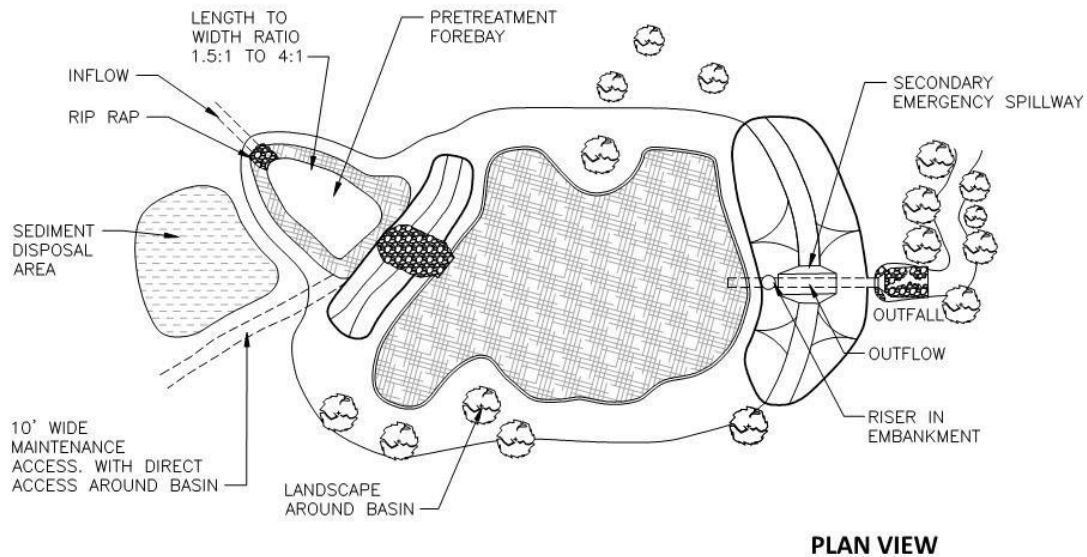 LENGTH TO
WIDTH RATIO
1.5:1 TO 4:1
PRETREATMENT
FOREBAY
INFLOW
RIP RAP
SECONDARY
EMERGENCY SPILLWAY
SEDIMENT
DISPOSAL
AREA
OUTFALL
OUTFLOW
RISER IN
EMBANKMENT
10' WIDE
MAINTENANCE
ACCESS. WITH DIRECT
ACCESS AROUND BASIN
LANDSCAPE
AROUND BASIN
PLAN VIEW